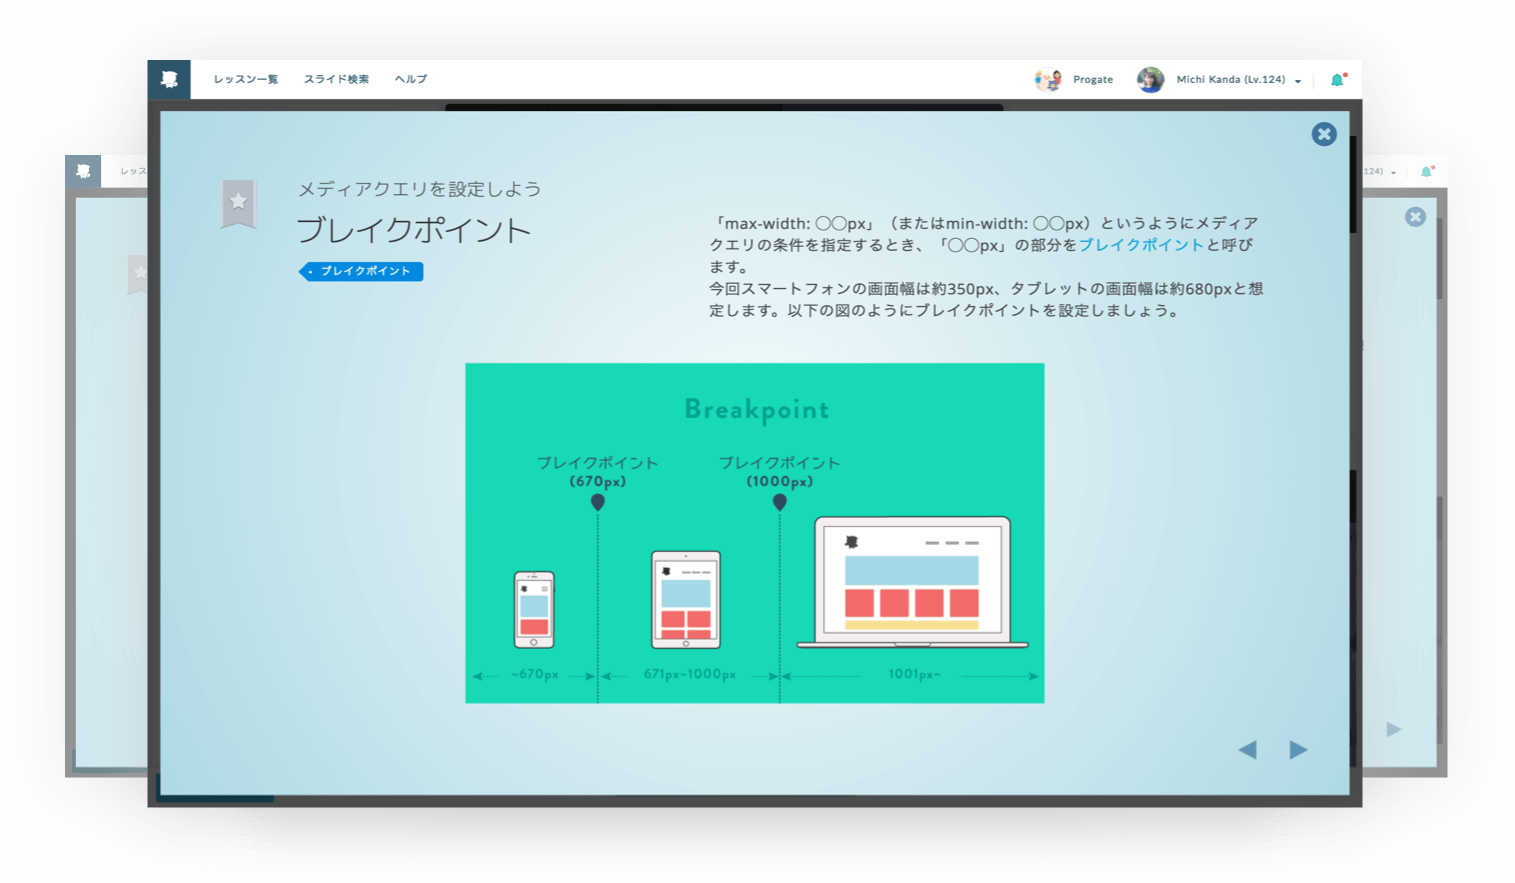 レッスン一覧 スライド検索 ヘルプ Progate Michi Kanda (Lv.124)
メディアクエリを設定しよう
ブレイクポイント
ブレイクポイント
「max-width: ○○px」（またはmin-width: ○○px）というようにメディア
クエリの条件を指定するとき、「○○px」の部分をブレイクポイントと呼び
ます。
今回スマートフォンの画面幅は約350px、タブレットの画面幅は約680pxと想
定します。以下の図のようにブレイクポイントを設定しましょう。
Breakpoint
ブレイクポイント
(670px)
ブレイクポイント
(1000px)
~670px
671px~1000px
1001px~
レッス
124)